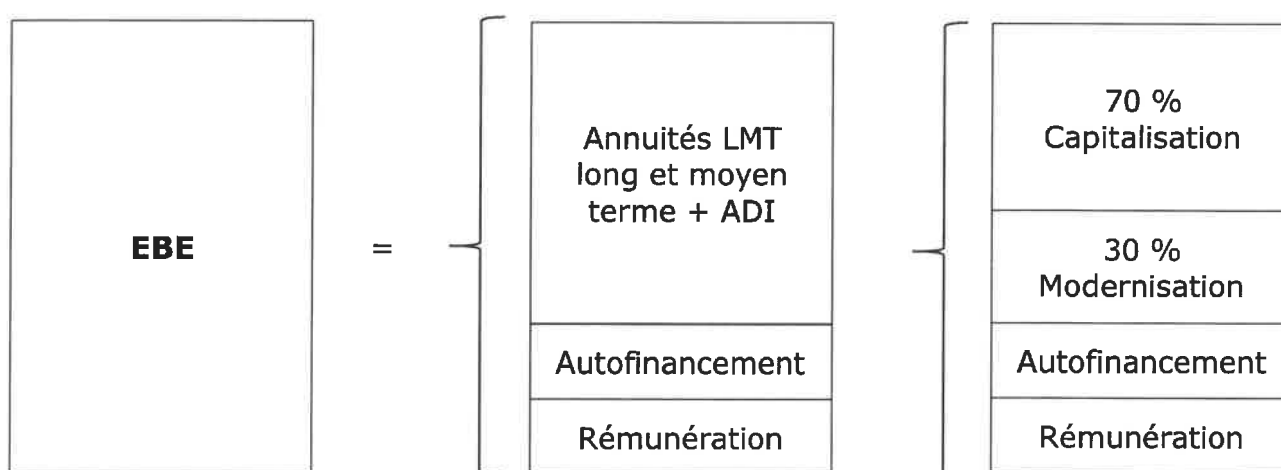 EBE
=
Annuités LMT
long et moyen
terme + ADI
Autofinancement
Rémunération
70 %
Capitalisation
30 %
Modernisation
Autofinancement
Rémunération